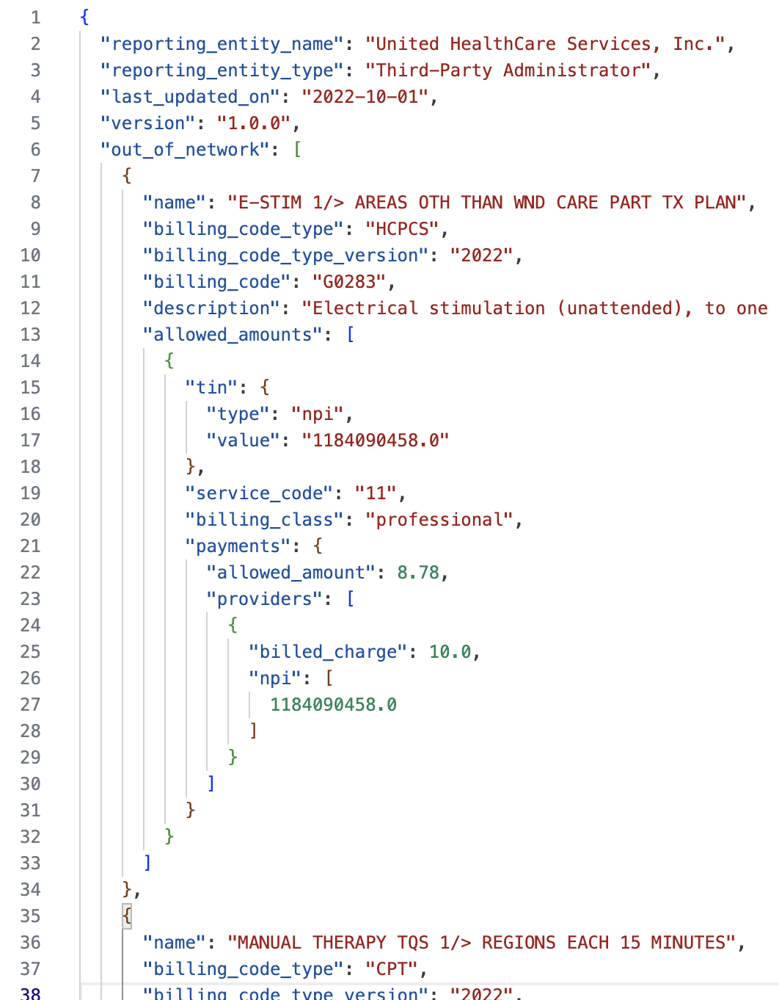 1 {
2 "reporting_entity_name": "United HealthCare Services, Inc.",
3 "reporting_entity_type": "Third-Party Administrator",
4 "last_updated_on": "2022-10-01",
5 "version": "1.0.0",
6 "out_of_network": [
7 {
8 "name": "E-STIM 1/> AREAS OTH THAN WND CARE PART TX PLAN",
9 "billing_code_type": "HCPCS",
10 "billing_code_type_version": "2022",
11 "billing_code": "G0283",
12 "description": "Electrical stimulation (unattended), to one
13 "allowed_amounts": [
14 {
15 "tin": {
16 "type": "npi",
17 "value": "1184090458.0"
18 },
19 "service_code": "11",
20 "billing_class": "professional",
21 "payments": {
22 "allowed_amount": 8.78,
23 "providers": [
24 {
25 "billed_charge": 10.0,
26 "npi": [
27 1184090458.0
28 ]
29 }
30 ]
31 }
32 }
33 ]
34 },
35 {
36 "name": "MANUAL THERAPY TQS 1/> REGIONS EACH 15 MINUTES",
37 "billing_code_type": "CPT",
38 "billing_code_type_version": "2022",